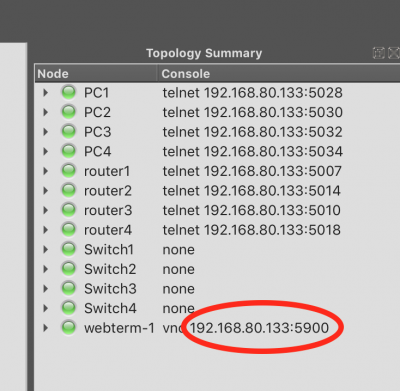 Topology Summary
Node Console
PC1 telnet 192.168.80.133:5028
PC2 telnet 192.168.80.133:5030
PC3 telnet 192.168.80.133:5032
PC4 telnet 192.168.80.133:5034
router1 telnet 192.168.80.133:5007
router2 telnet 192.168.80.133:5014
router3 telnet 192.168.80.133:5010
router4 telnet 192.168.80.133:5018
Switch1 none
Switch2 none
Switch3 none
Switch4 none
webterm-1 vnc 192.168.80.133:5900